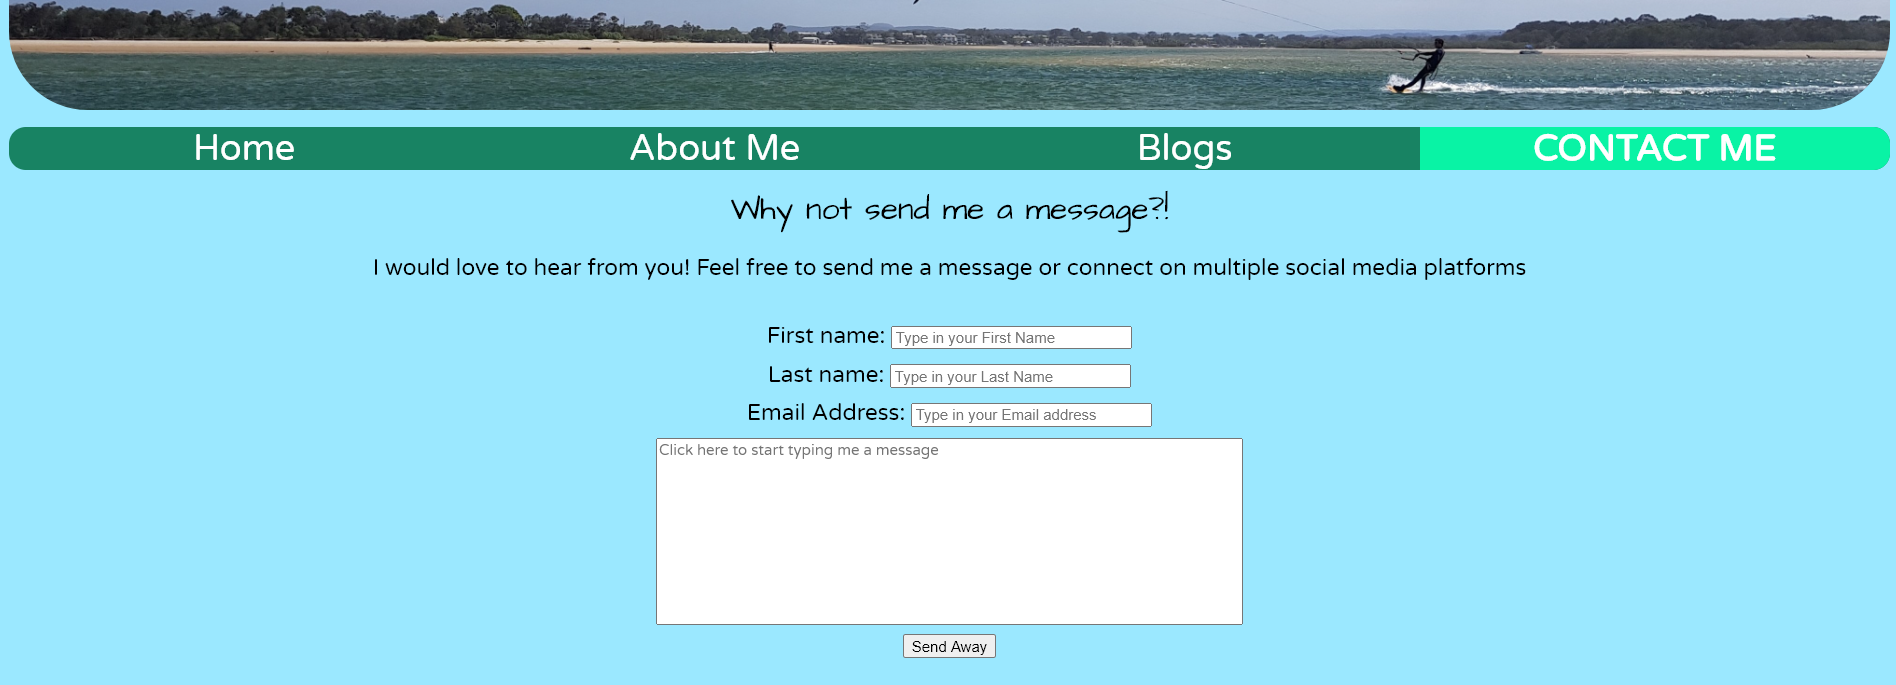 Home About Me Blogs CONTACT ME
Why not send me a message?!
I would love to hear from you! Feel free to send me a message or connect on multiple social media platforms
First name: Type in your First Name
Last name: Type in your Last Name
Email Address: Type in your Email address
Click here to start typing me a message
Send Away